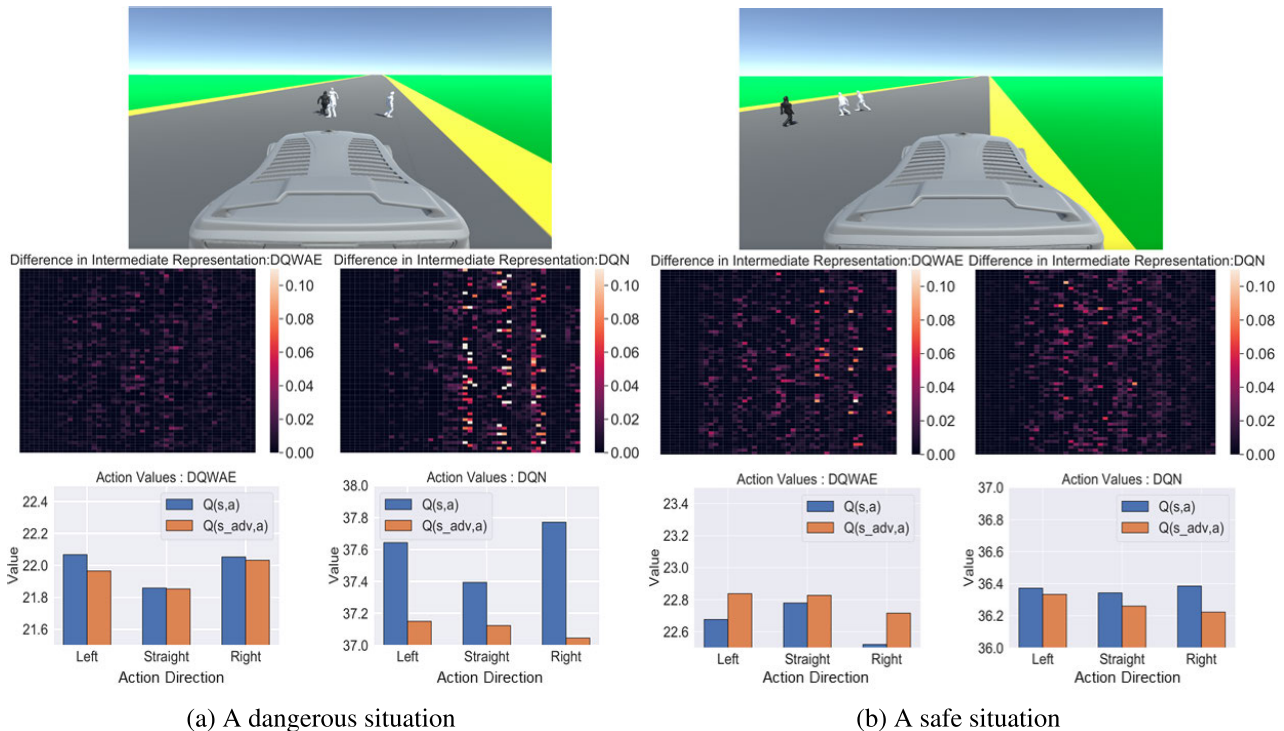 Difference in Intermediate Representation:DQWAE
0.10
0.08
0.06
0.04
0.02
0.00
Difference in Intermediate Representation:DQN
0.10
0.08
0.06
0.04
0.02
0.00
Action Values : DQWAE
Value
22.4
22.2
22.0
21.8
21.6
Q(s,a)
Q(s_adv,a)
Left Straight Right
Action Direction
Action Values : DQN
Value
38.0
37.8
37.6
37.4
37.2
37.0
Q(s,a)
Q(s_adv,a)
Left Straight Right
Action Direction
(a) A dangerous situation
Difference in Intermediate Representation:DQWAE
0.10
0.08
0.06
0.04
0.02
0.00
Difference in Intermediate Representation:DQN
0.10
0.08
0.06
0.04
0.02
0.00
Action Values : DQWAE
Value
23.4
23.2
23.0
22.8
22.6
Q(s,a)
Q(s_adv,a)
Left Straight Right
Action Direction
Action Values : DQN
Value
37.0
36.8
36.6
36.4
36.2
36.0
Q(s,a)
Q(s_adv,a)
Left Straight Right
Action Direction
(b) A safe situation